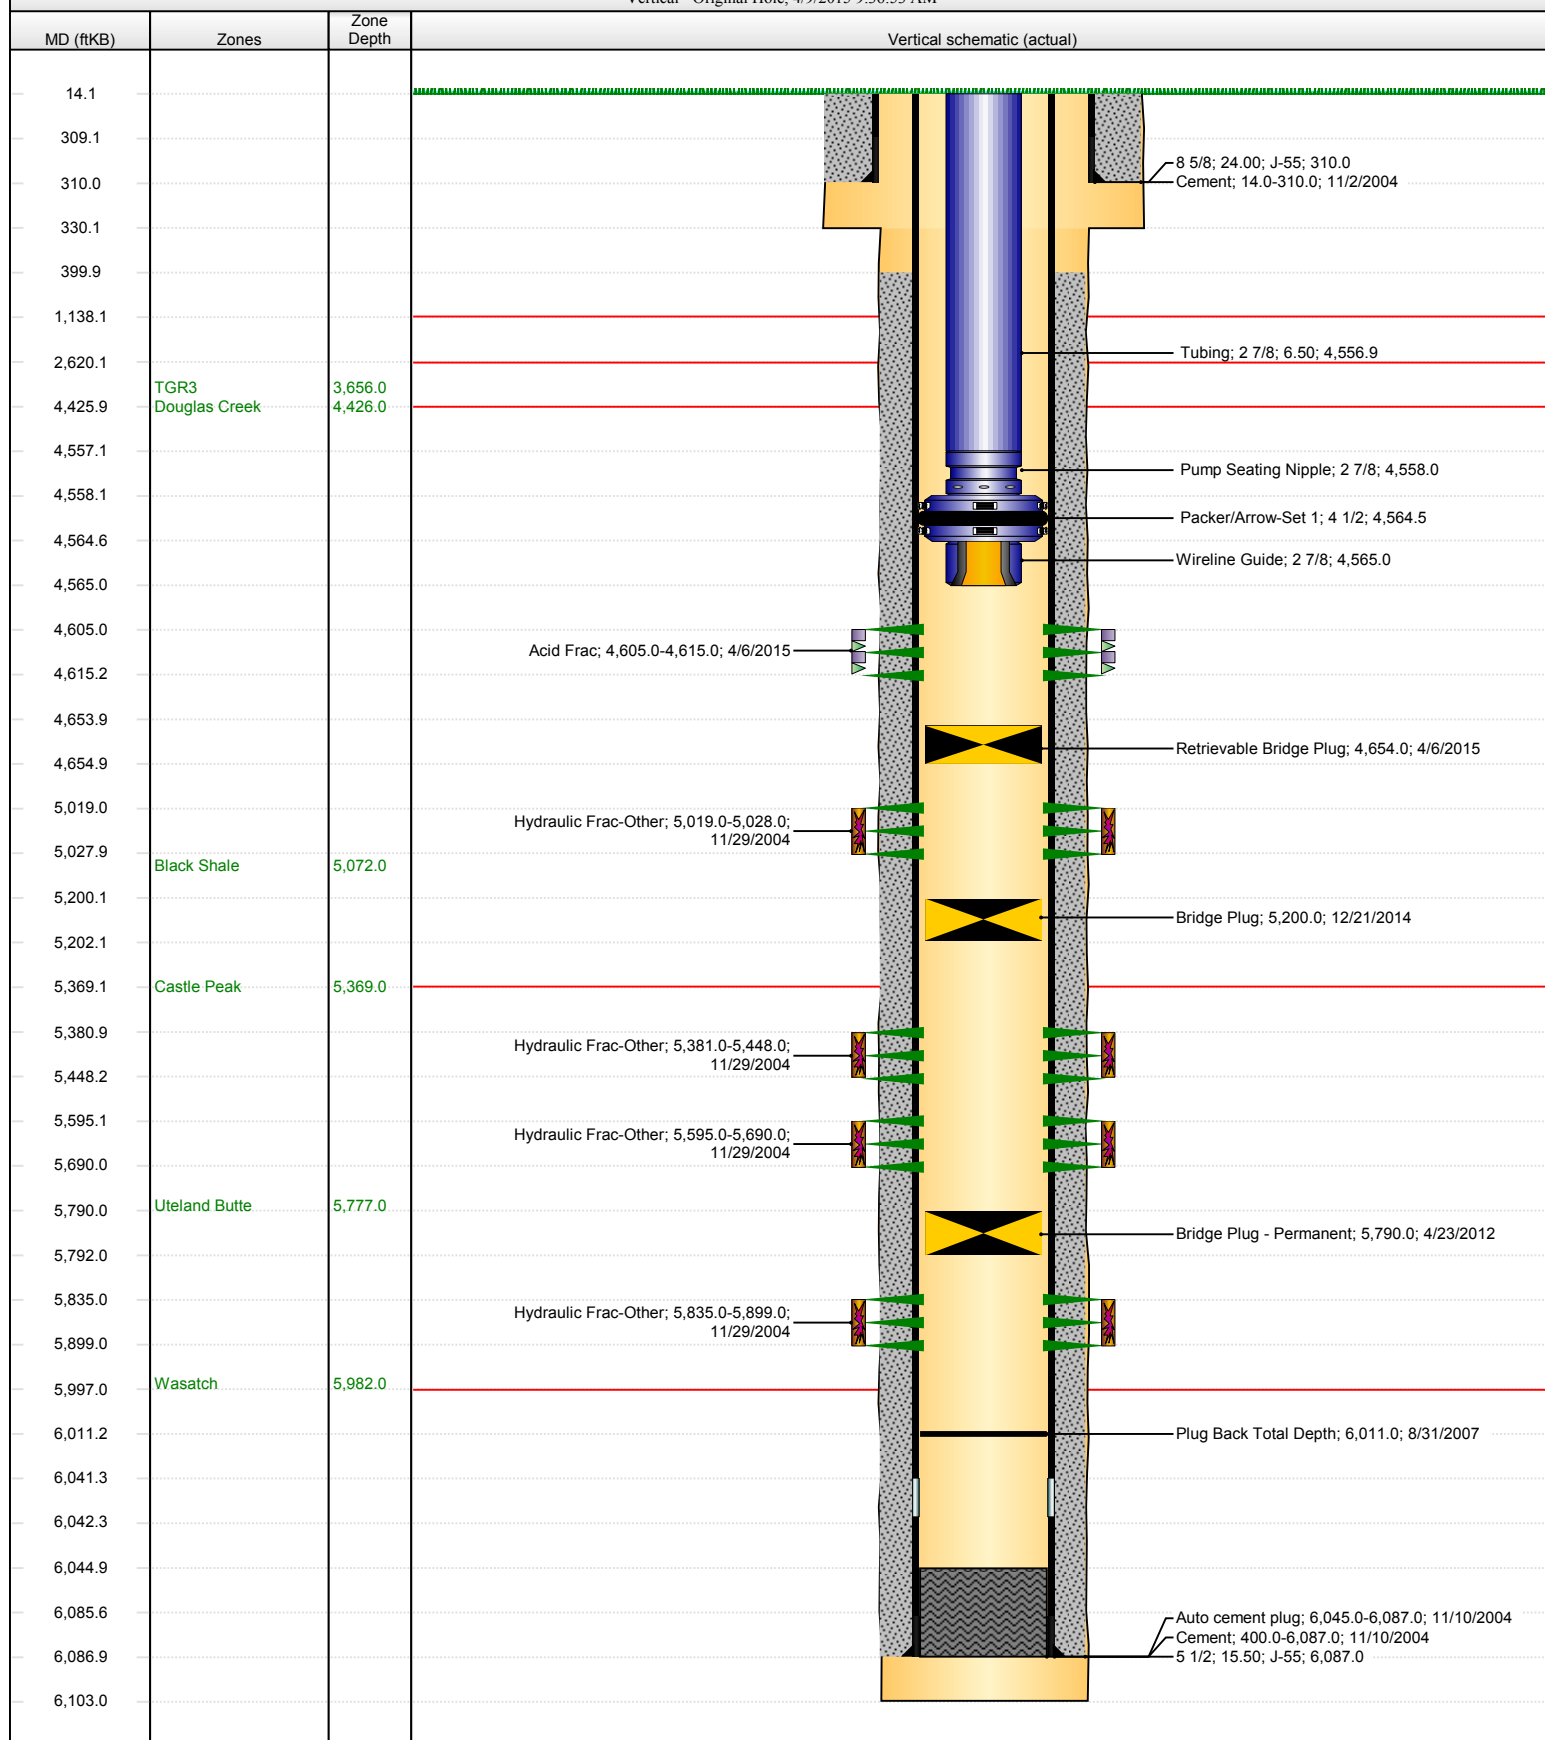 Vertical - Original Hole, 4/9/2015 9:36:53 AM
MD (ftKB)
Zones
Zone
Depth
Vertical schematic (actual)
14.1
309.1
8 5/8; 24.00; J-55; 310.0
310.0
Cement; 14.0-310.0; 11/2/2004
330.1
399.9
1,138.1
Tubing; 2 7/8; 6.50; 4,556.9
2,620.1
TGR3 3,656.0
4,425.9 Douglas Creek 4,426.0
4,557.1
Pump Seating Nipple; 2 7/8; 4,558.0
4,558.1
Packer/Arrow-Set 1; 4 1/2; 4,564.5
4,564.6
Wireline Guide; 2 7/8; 4,565.0
4,565.0
4,605.0
Acid Frac; 4,605.0-4,615.0; 4/6/2015
4,615.2
4,653.9
Retrievable Bridge Plug; 4,654.0; 4/6/2015
4,654.9
5,019.0
Hydraulic Frac-Other; 5,019.0-5,028.0;
11/29/2004
5,027.9
Black Shale 5,072.0
5,200.1
Bridge Plug; 5,200.0; 12/21/2014
5,202.1
5,369.1 Castle Peak 5,369.0
5,380.9
Hydraulic Frac-Other; 5,381.0-5,448.0;
11/29/2004
5,448.2
5,595.1
Hydraulic Frac-Other; 5,595.0-5,690.0;
11/29/2004
5,690.0
Uteland Butte 5,777.0
5,790.0
Bridge Plug - Permanent; 5,790.0; 4/23/2012
5,792.0
5,835.0
Hydraulic Frac-Other; 5,835.0-5,899.0;
11/29/2004
5,899.0
Wasatch 5,982.0
5,997.0
6,011.2
Plug Back Total Depth; 6,011.0; 8/31/2007
6,041.3
6,042.3
6,044.9
6,085.6
Auto cement plug; 6,045.0-6,087.0; 11/10/2004
Cement; 400.0-6,087.0; 11/10/2004
6,086.9
5 1/2; 15.50; J-55; 6,087.0
6,103.0